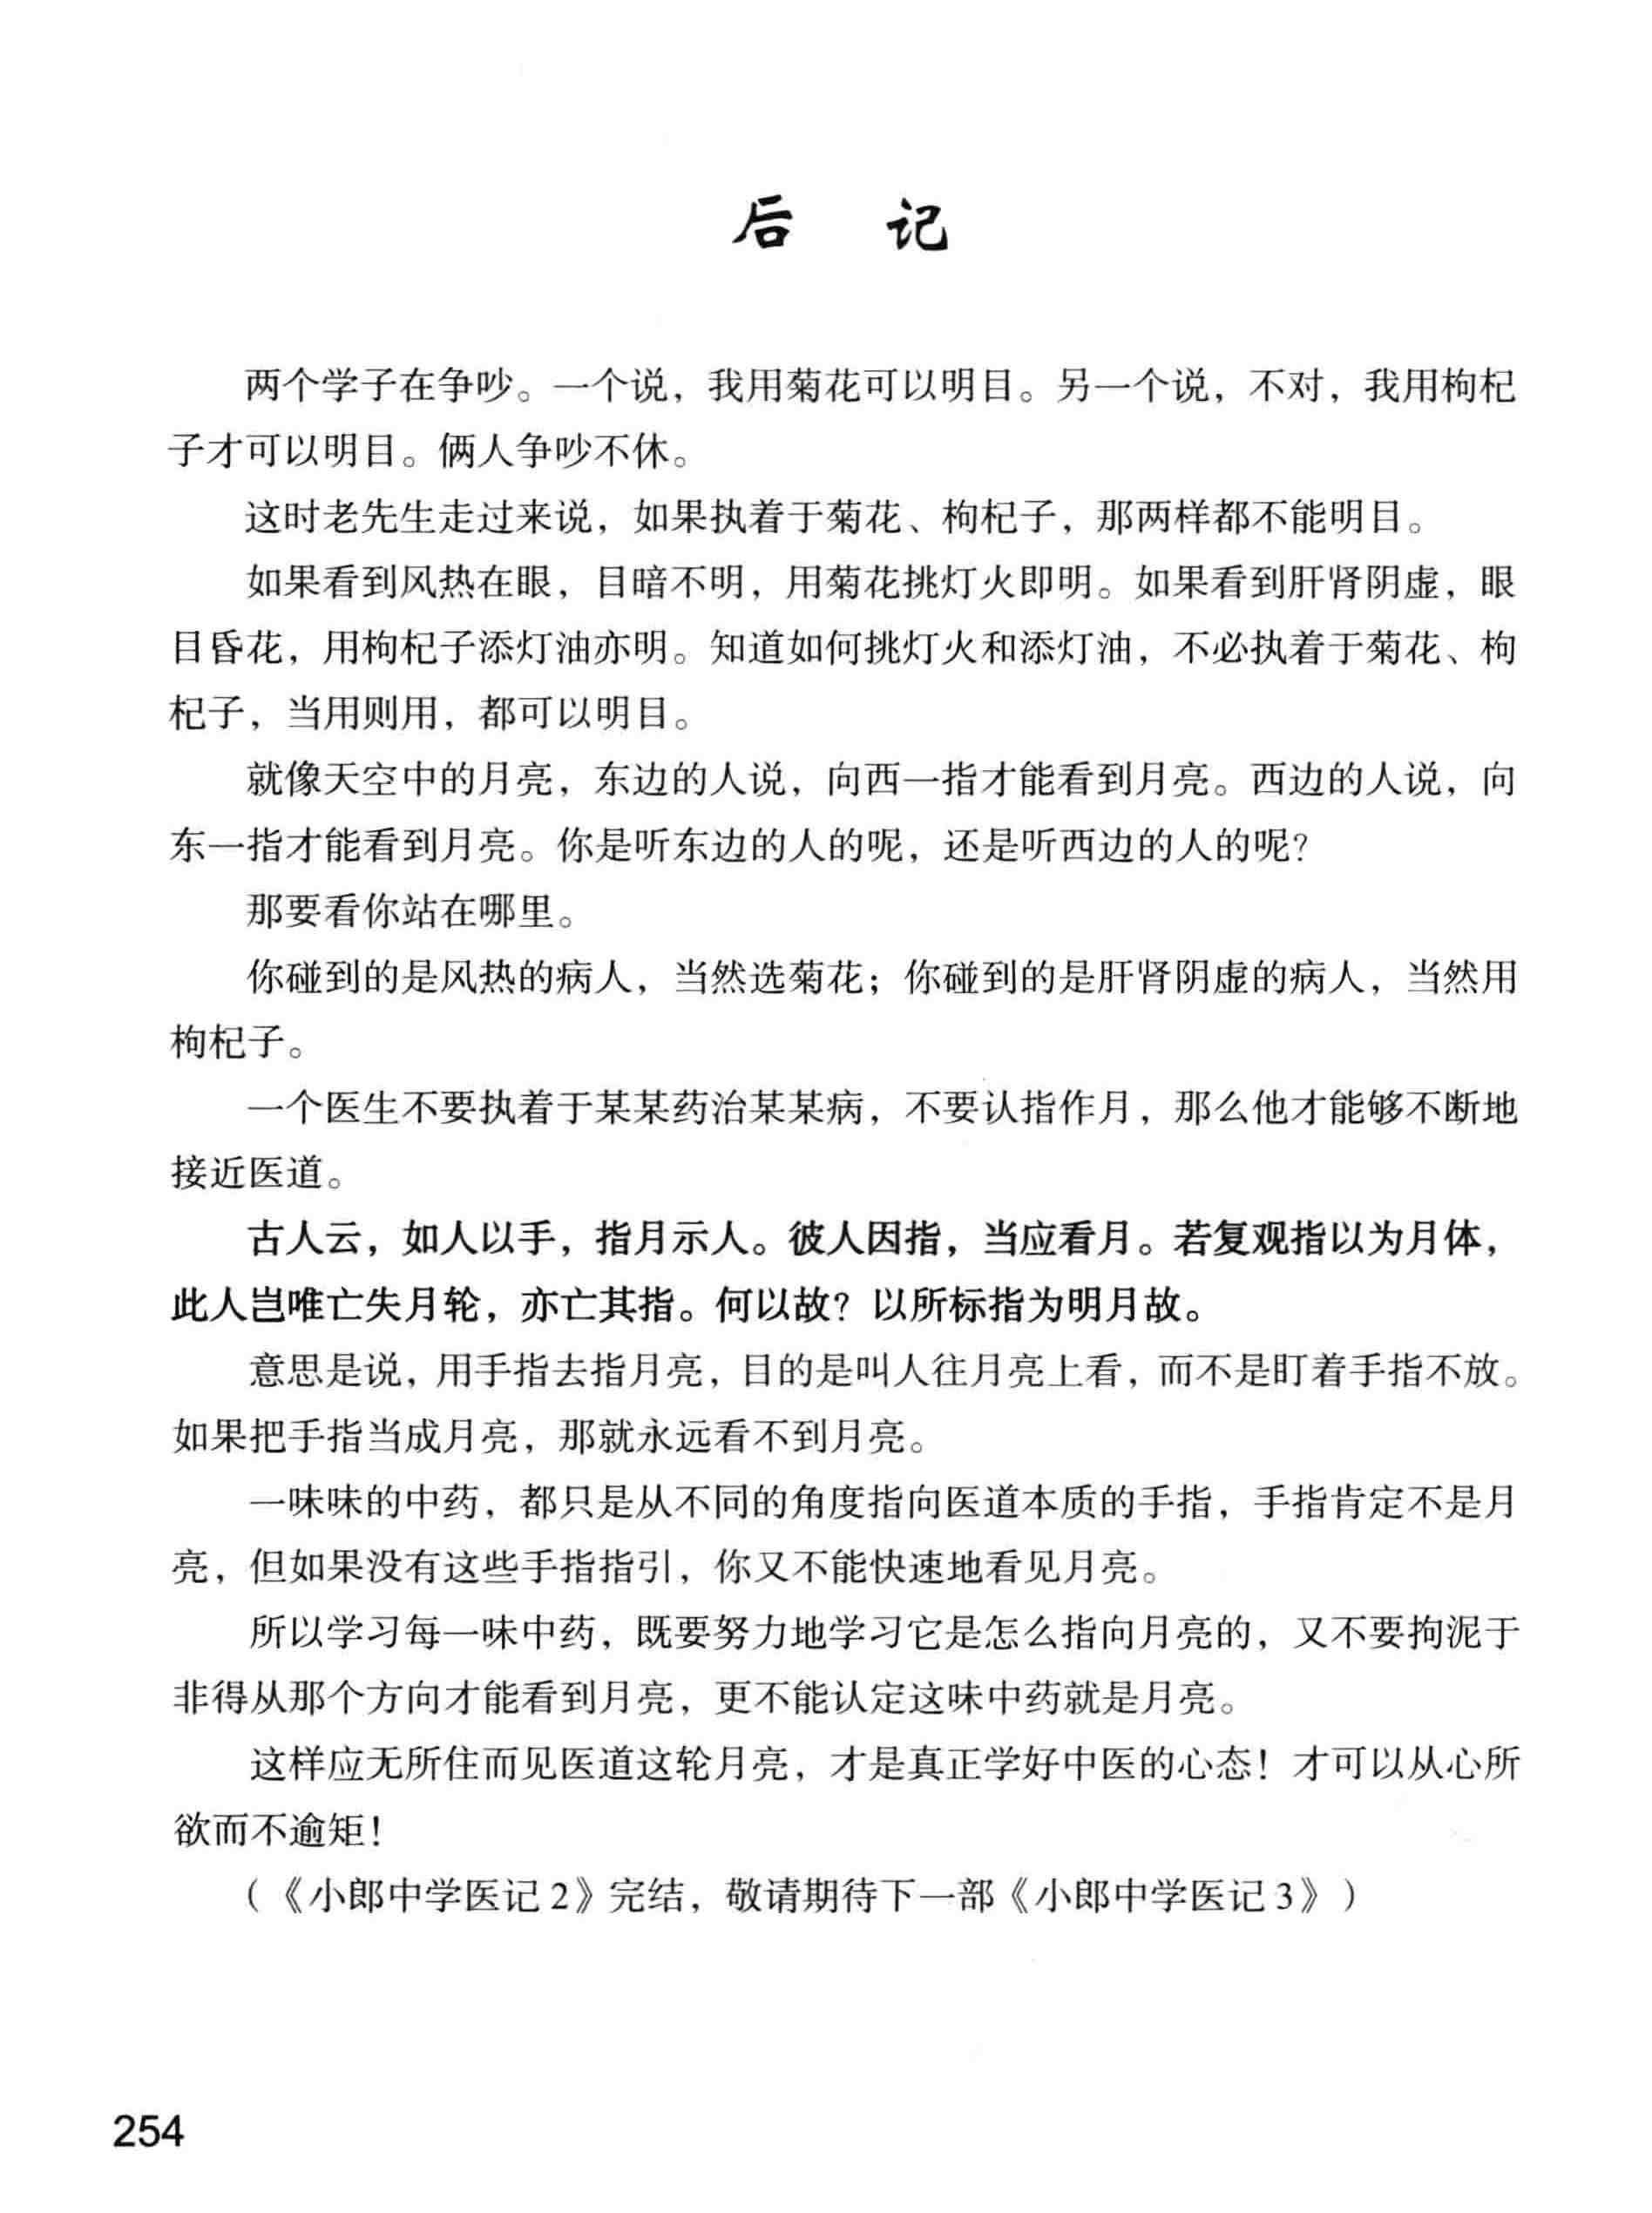 后 记
两个学子在争吵。一个说，我用菊花可以明目。另一个说，不对，我用枸杞
子才可以明目。俩人争吵不休。
这时老先生走过来说，如果执着于菊花、枸杞子，那两样都不能明目。
如果看到风热在眼，目暗不明，用菊花挑灯火即明。如果看到肝肾阴虚，眼
目昏花，用枸杞子添灯油亦明。知道如何挑灯火和添灯油，不必执着于菊花、枸
杞子，当用则用，都可以明目。
就像天空中的月亮，东边的人说，向西一指才能看到月亮。西边的人说，向
东一指才能看到月亮。你是听东边的人的呢，还是听西边的人的呢？
那要看你站在哪里。
你碰到的是风热的病人，当然选菊花；你碰到的是肝肾阴虚的病人，当然用
枸杞子。
一个医生不要执着于某某药治某某病，不要认指作月，那么他才能够不断地
接近医道。
古人云，如人以手，指月示人。彼人因指，当应看月。若复观指以为月体，
此人岂唯亡失月轮，亦亡其指。何以故？以所标指为明月故。
意思是说，用手指去指月亮，目的是叫人往月亮上看，而不是盯着手指不放。
如果把手指当成月亮，那就永远看不到月亮。
一味味的中药，都只是从不同的角度指向医道本质的手指，手指肯定不是月
亮，但如果没有这些手指指引，你又不能快速地看见月亮。
所以学习每一味中药，既要努力地学习它是怎么指向月亮的，又不要拘泥于
非得从那个方向才能看到月亮，更不能认定这味中药就是月亮。
这样应无所住而见医道这轮月亮，才是真正学好中医的心态！才可以从心所
欲而不逾矩！
（《小郎中学医记2》完结，敬请期待下一部《小郎中学医记3》）
254